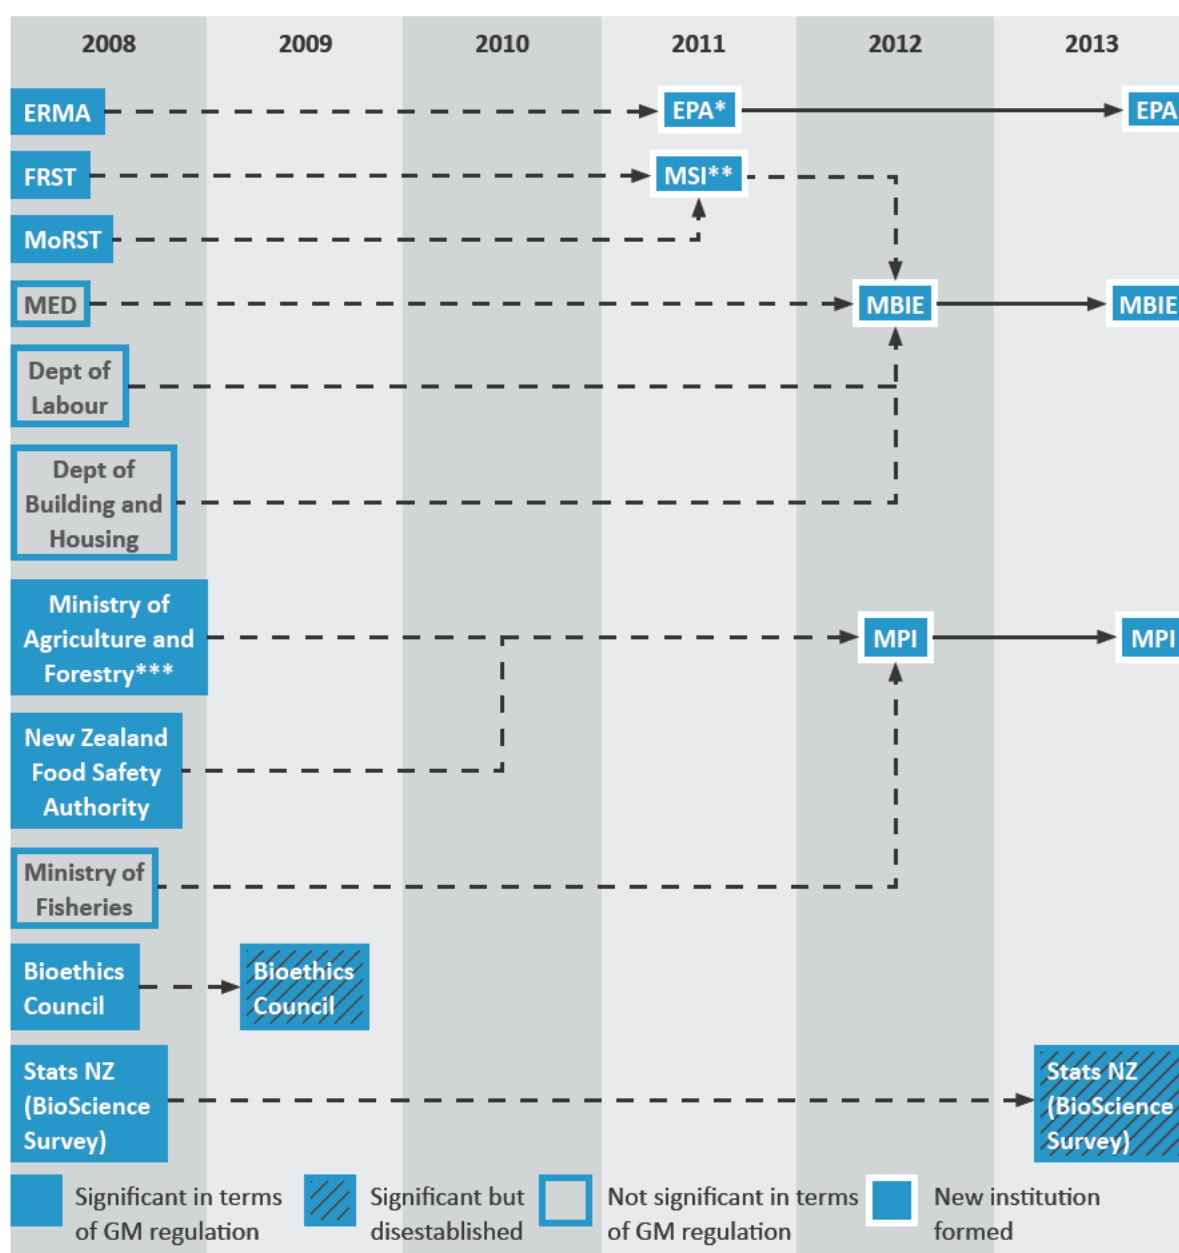 2008 2009 2010 2011 2012 2013
ERMA EPA* EPA
FRST MSI**
MoRST
MED MBIE MBIE
Dept of
Labour
Dept of
Building and
Housing
Ministry of
Agriculture and
Forestry***
MPI MPI
New Zealand
Food Safety
Authority
Ministry of
Fisheries
Bioethics
Council
Bioethics
Council
Stats NZ
(BioScience
Survey)
Stats NZ
(BioScience
Survey)
Significant in terms
of GM regulation
Significant but
disestablished
Not significant in terms
of GM regulation
New institution
formed